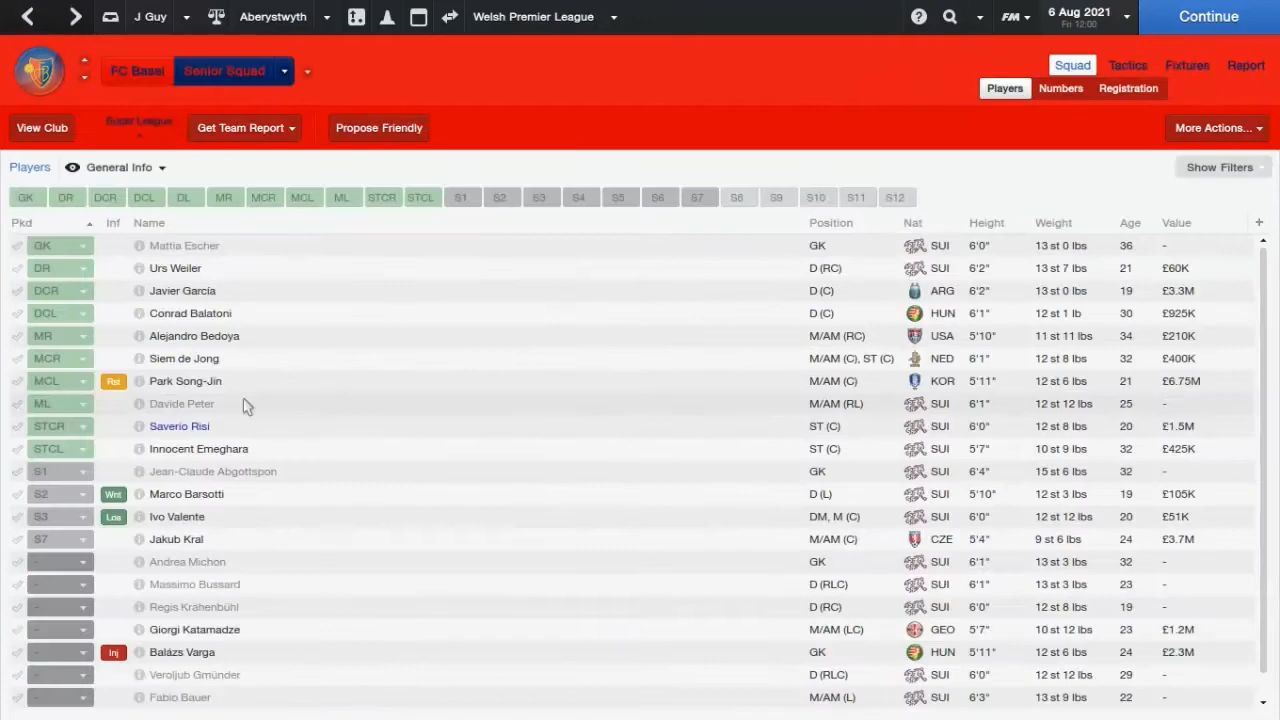 J Guy Aberystwyth Welsh Premier League FM 6 Aug 2021 Continue
Fri 12:00
FC Basel Senior Squad Squad Tactics Fixtures Report
Players Numbers Registration
Super League
View Club Get Team Report Propose Friendly More Actions...
Players General Info Show Filters
GK DR DCR DCL DL MR MCR MCL ML STCR STCL S1 S2 S3 S4 S5 S6 S7 S8 S9 S10 S11 S12
Pkd Inf Name Position Nat Height Weight Age Value +
GK Mattia Escher GK SUI 6'0" 13 st 0 lbs 36 -
DR Urs Weiler D (RC) SUI 6'2" 13 st 7 lbs 21 £60K
DCR Javier García D (C) ARG 6'2" 13 st 0 lbs 19 £3.3M
DCL Conrad Balatoni D (C) HUN 6'1" 12 st 1 lb 30 £925K
MR Alejandro Bedoya M/AM (RC) USA 5'10" 11 st 11 lbs 34 £210K
MCR Siem de Jong M/AM (C), ST (C) NED 6'1" 12 st 8 lbs 32 £400K
MCL Rst Park Song-Jin M/AM (C) KOR 5'11" 12 st 6 lbs 21 £6.75M
ML Davide Peter M/AM (RL) SUI 6'1" 12 st 12 lbs 25 -
STCR Saverio Risi ST (C) SUI 6'0" 12 st 8 lbs 20 £1.5M
STCL Innocent Emeghara ST (C) SUI 5'7" 10 st 9 lbs 32 £425K
S1 Jean-Claude Abgottspon GK SUI 6'4" 15 st 6 lbs 32 -
S2 Wnt Marco Barsotti D (L) SUI 5'10" 12 st 3 lbs 19 £105K
S3 Loa Ivo Valente DM, M (C) SUI 6'0" 12 st 12 lbs 20 £51K
S7 Jakub Kral M/AM (C) CZE 5'4" 9 st 6 lbs 24 £3.7M
- Andrea Michon GK SUI 6'1" 13 st 3 lbs 32 -
- Massimo Bussard D (RLC) SUI 6'1" 13 st 3 lbs 23 -
- Regis Krahenbühl D (RC) SUI 6'0" 12 st 8 lbs 19 -
- Giorgi Katamadze M/AM (LC) GEO 5'7" 10 st 12 lbs 23 £1.2M
- Inj Balázs Varga GK HUN 5'11" 12 st 6 lbs 24 £2.3M
- Veroljub Gmünder D (RLC) SUI 6'0" 12 st 12 lbs 29 -
- Fabio Bauer M/AM (L) SUI 6'3" 13 st 9 lbs 22 -